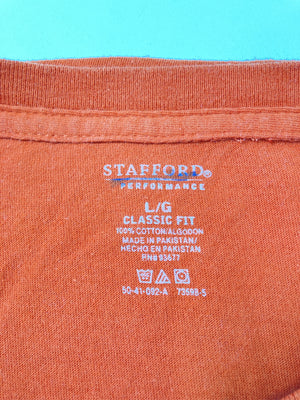 STAFFORD®
PERFORMANCE
L/G
CLASSIC FIT
100% COTTON/ALGODON
MADE IN PAKISTAN/
HECHO EN PAKISTAN
RN# 93677
50-41-092-A 73598-5